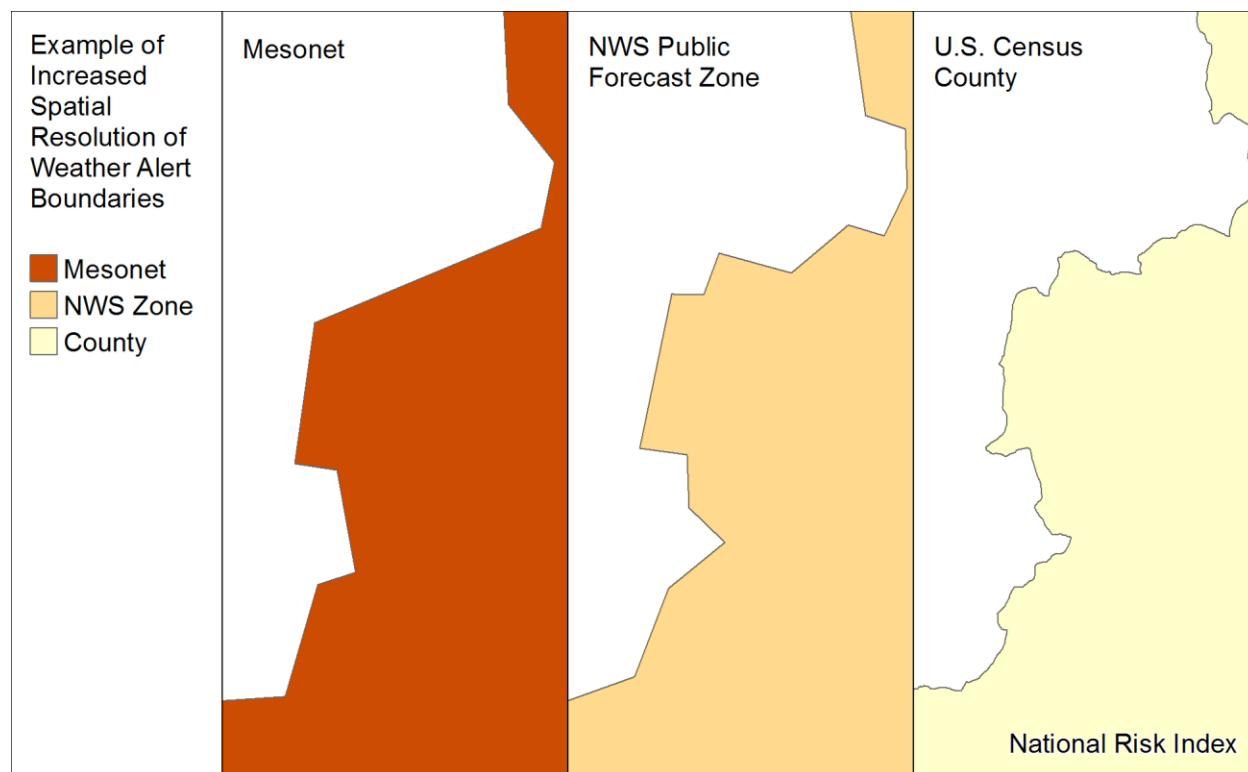 Example of
Increased
Spatial
Resolution of
Weather Alert
Boundaries
Mesonet
NWS Zone
County
Mesonet
NWS Public
Forecast Zone
U.S. Census
County
National Risk Index